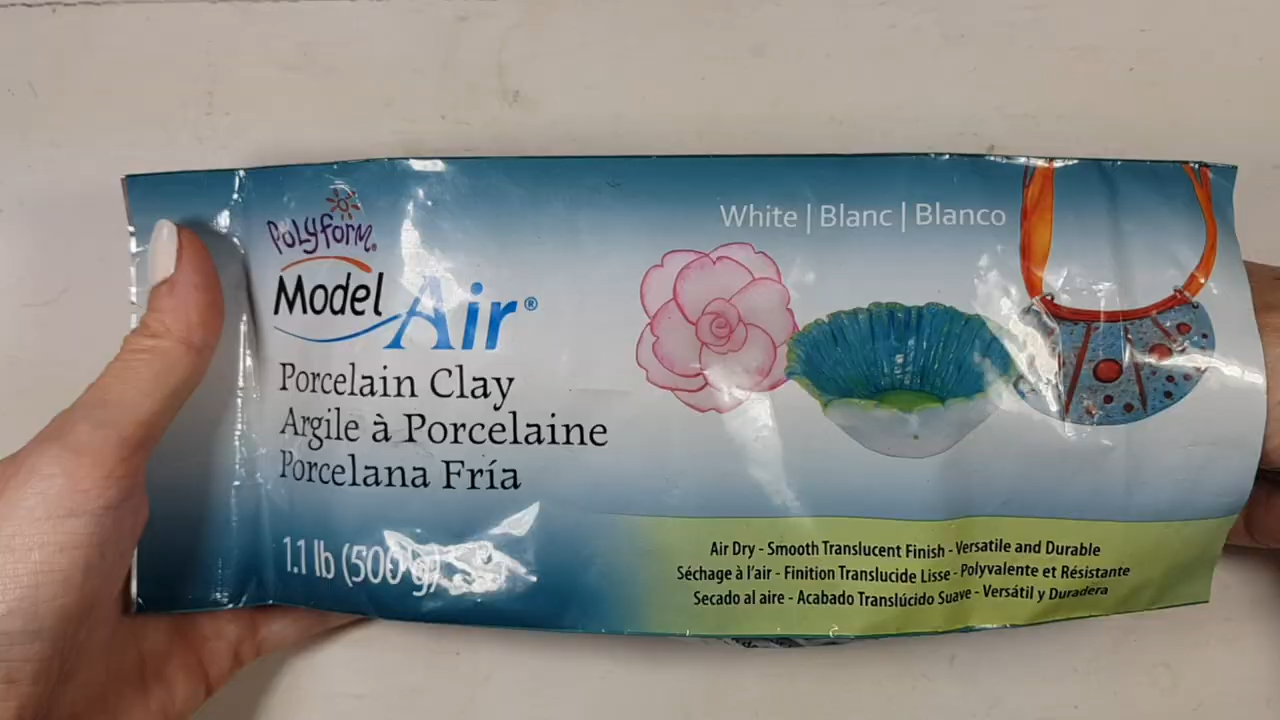 Polyform®
Model Air®
Porcelain Clay
Argile à Porcelaine
Porcelana Fría
1.1 lb (500 g)
White | Blanc | Blanco
Air Dry - Smooth Translucent Finish - Versatile and Durable
Séchage à l'air - Finition Translucide Lisse - Polyvalente et Résistante
Secado al aire - Acabado Translúcido Suave - Versátil y Duradera